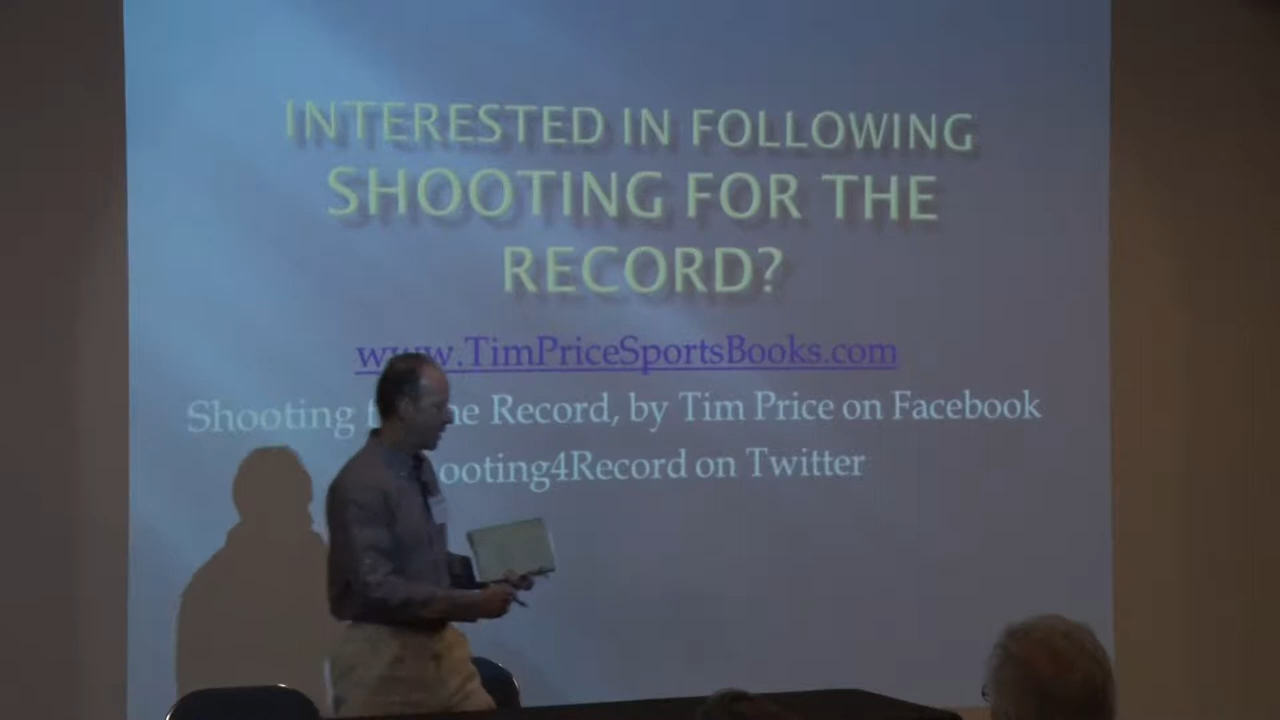 INTERESTED IN FOLLOWING
SHOOTING FOR THE
RECORD?
www.TimPriceSportsBooks.com
Shooting Record, by Tim Price on Facebook
ooting4Record on Twitter